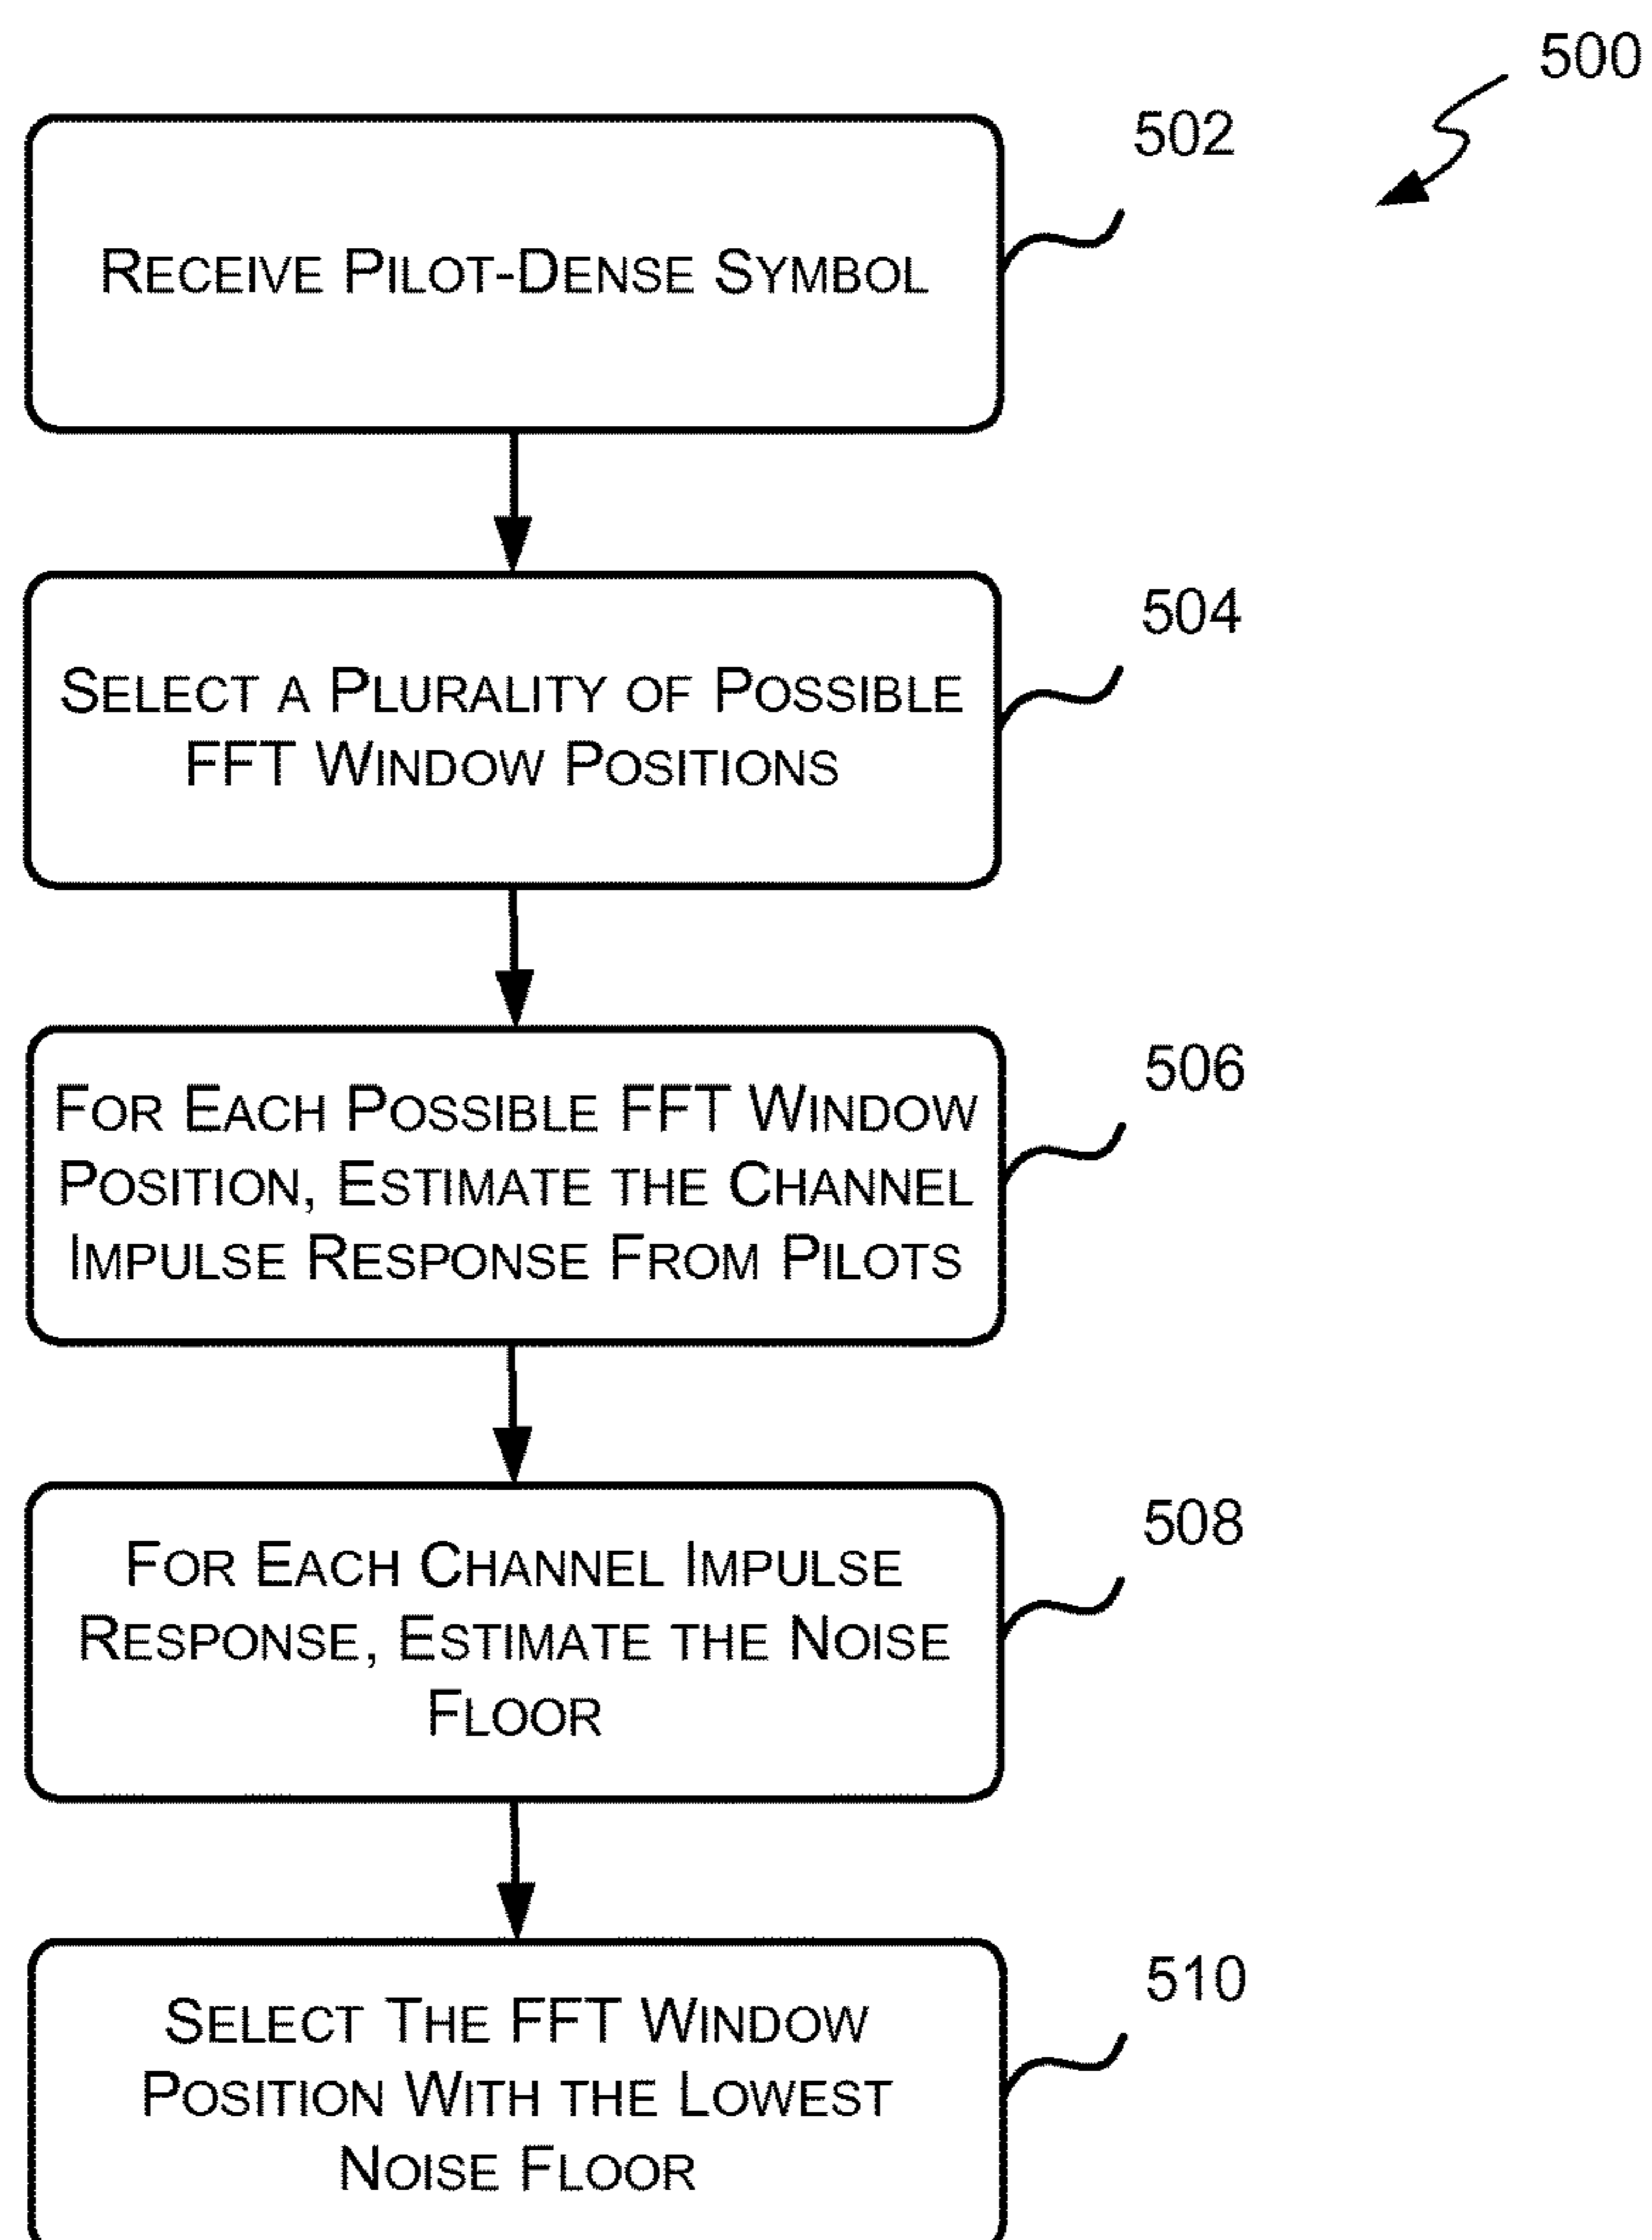 500
502
RECEIVE PILOT-DENSE SYMBOL
504
SELECT A PLURALITY OF POSSIBLE
FFT WINDOW POSITIONS
506
FOR EACH POSSIBLE FFT WINDOW
POSITION, ESTIMATE THE CHANNEL
IMPULSE RESPONSE FROM PILOTS
508
FOR EACH CHANNEL IMPULSE
RESPONSE, ESTIMATE THE NOISE
FLOOR
510
SELECT THE FFT WINDOW
POSITION WITH THE LOWEST
NOISE FLOOR